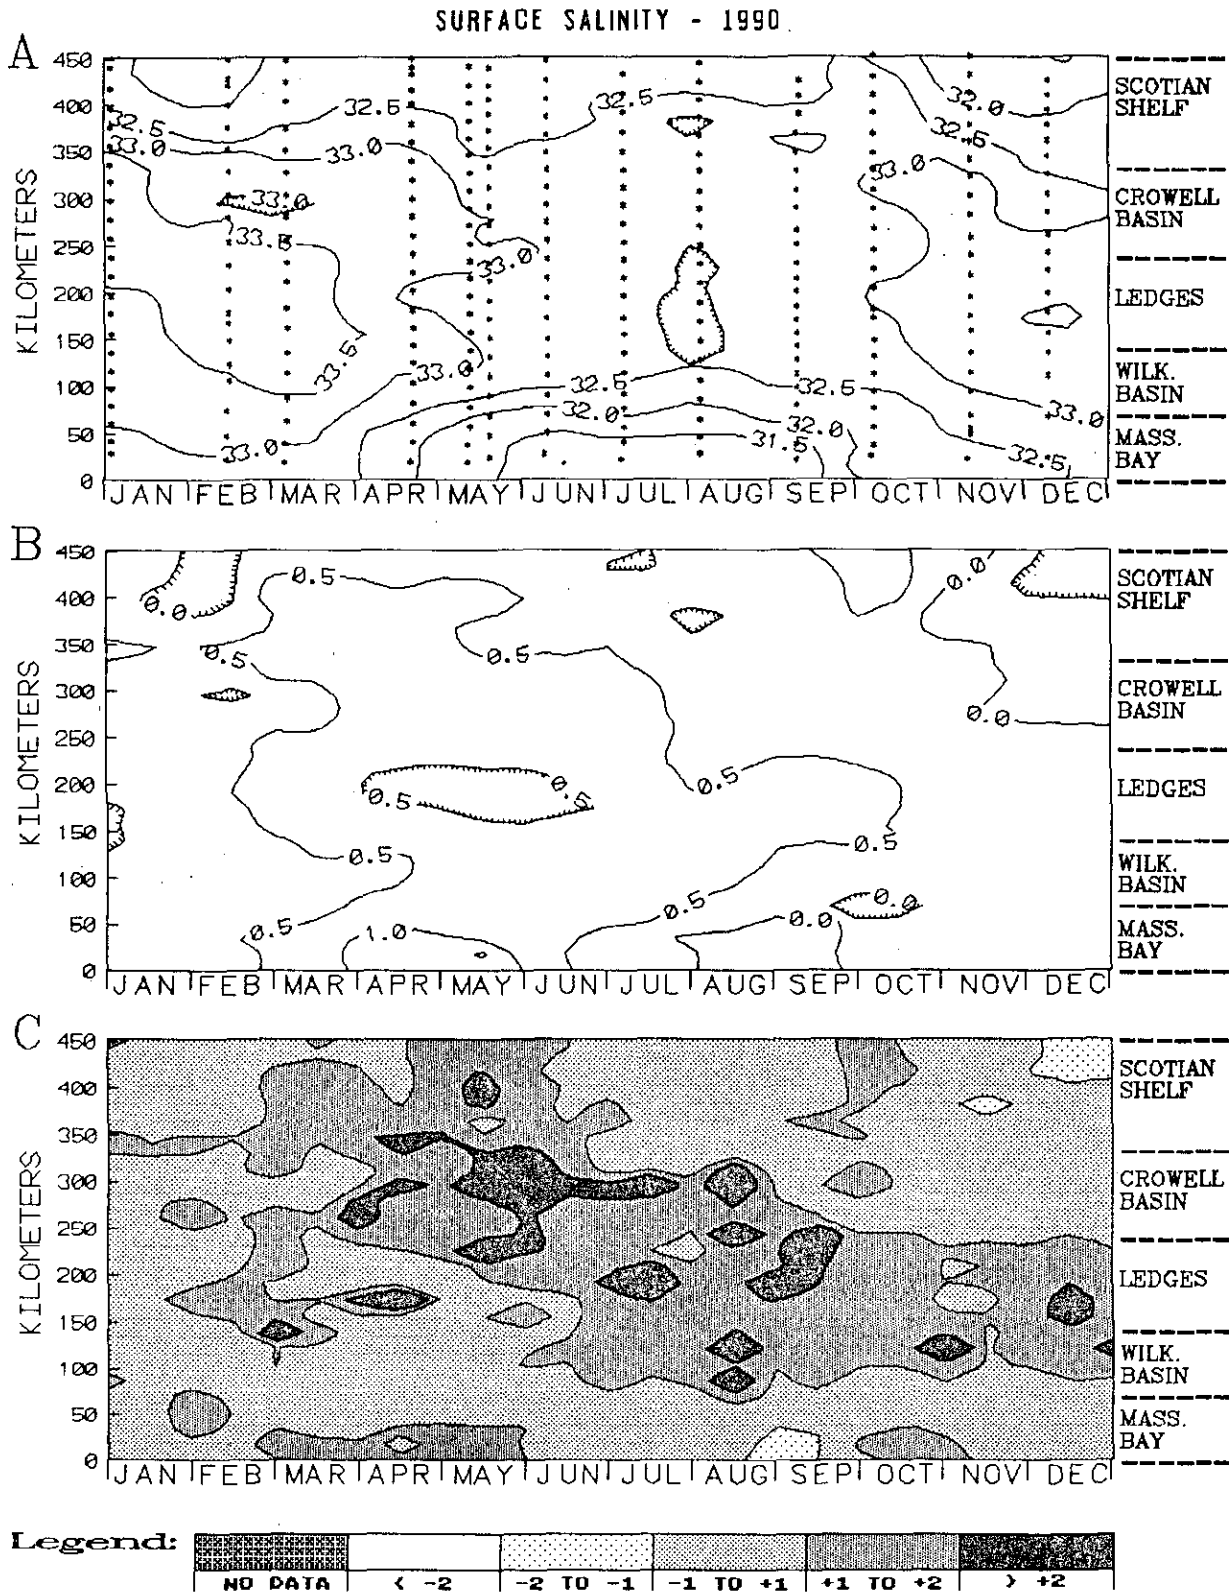 SURFACE SALINITY - 1990
A
450
400
350
300
250
200
150
100
50
0
KILOMETERS
32.5
33.0
32.5
33.0
33.0
33.5
33.5
33.0
33.0
33.0
32.5
32.5
32.0
32.5
32.0
31.5
32.0
32.5
33.0
33.0
32.5
JAN FEB MAR APR MAY JUN JUL AUG SEP OCT NOV DEC
SCOTIAN
SHELF
CROWELL
BASIN
LEDGES
WILK.
BASIN
MASS.
BAY
B
450
400
350
300
250
200
150
100
50
0
KILOMETERS
0.0
0.5
0.5
0.5
0.5
0.5
0.5
0.5
1.0
0.5
0.5
0.0
0.5
0.0
0.0
0.0
JAN FEB MAR APR MAY JUN JUL AUG SEP OCT NOV DEC
SCOTIAN
SHELF
CROWELL
BASIN
LEDGES
WILK.
BASIN
MASS.
BAY
C
450
400
350
300
250
200
150
100
50
0
KILOMETERS
JAN FEB MAR APR MAY JUN JUL AUG SEP OCT NOV DEC
SCOTIAN
SHELF
CROWELL
BASIN
LEDGES
WILK.
BASIN
MASS.
BAY
Legend:
NO DATA < -2 -2 TO -1 -1 TO +1 +1 TO +2 > +2